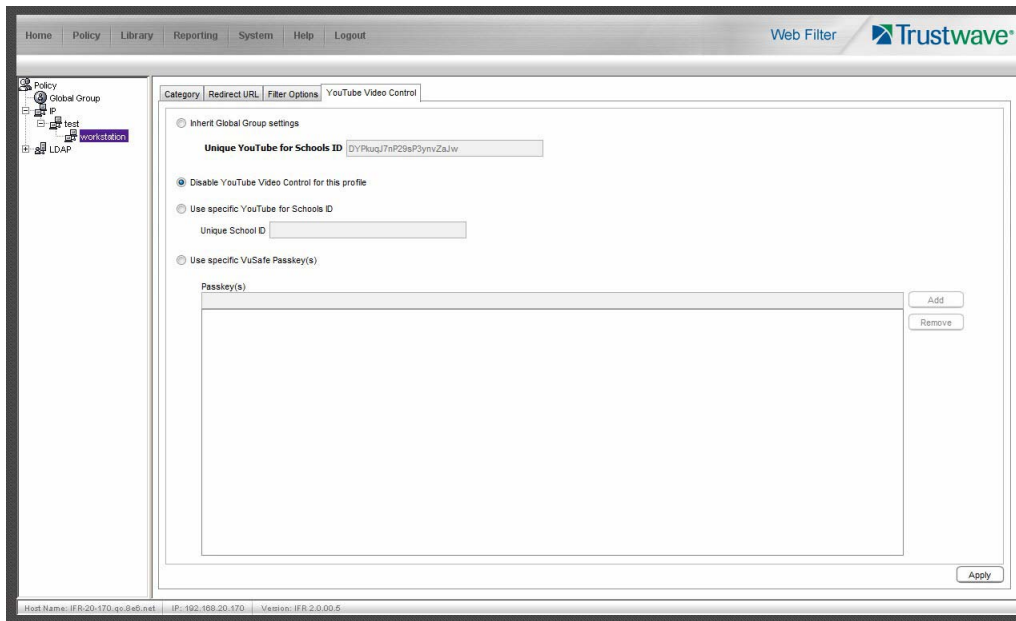 Home Policy Library Reporting System Help Logout
Web Filter
Trustwave®
Policy
Global Group
IP
test
workstation
LDAP
Category Redirect URL Filter Options YouTube Video Control
Inherit Global Group settings
Unique YouTube for Schools ID DYPkuqJ7nP29sP3ynvZaJw
Disable YouTube Video Control for this profile
Use specific YouTube for Schools ID
Unique School ID
Use specific VuSafe Passkey(s)
Passkey(s)
Add
Remove
Apply
Host Name: IFR-20-170.qc.8e6.net IP: 192.168.20.170 Version: IFR 2.0.00.5